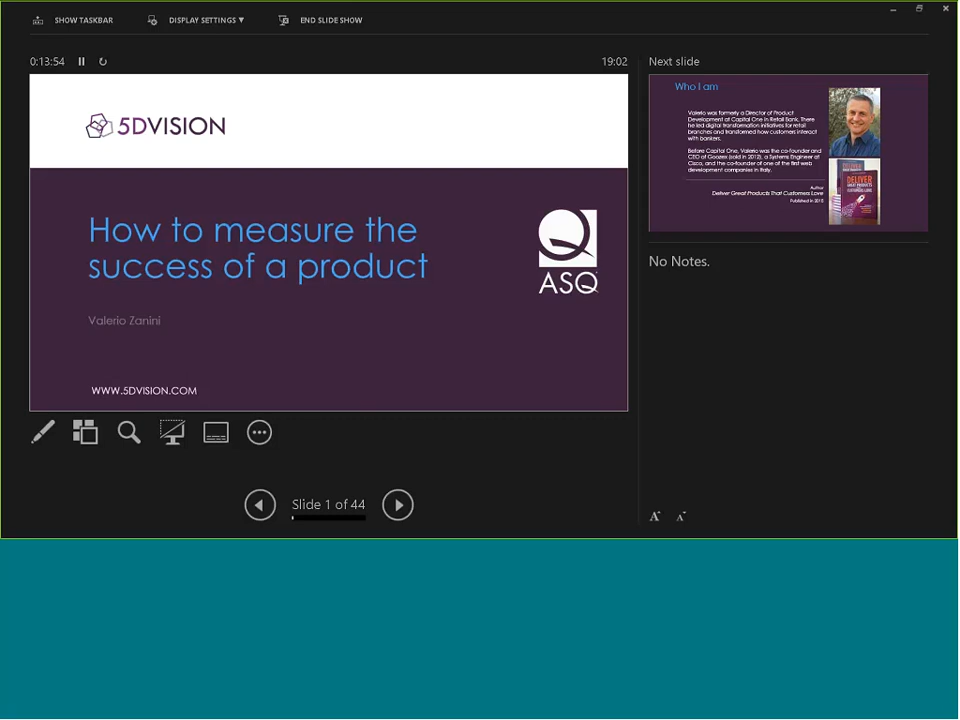 SHOW TASKBAR
DISPLAY SETTINGS ▼
END SLIDE SHOW
0:13:54
19:02
5DVISION
How to measure the
success of a product
Valerio Zanini
ASQ
WWW.5DVISION.COM
Slide 1 of 44
Next slide
Who I am
Valerio was formerly a Director of Product
Development at Capital One in Retail Bank. There
he led digital transformation initiatives for retail
branches and transformed how customers interact
with bankers.
Before Capital One, Valerio was the co-founder and
CEO of Goozex (sold in 2012), a Systems Engineer at
Cisco, and the co-founder of one of the first web
development companies in Italy.
Author
Deliver Great Products That Customers Love
Published in 2018
DELIVER
GREAT PRODUCTS
No Notes.
A
A